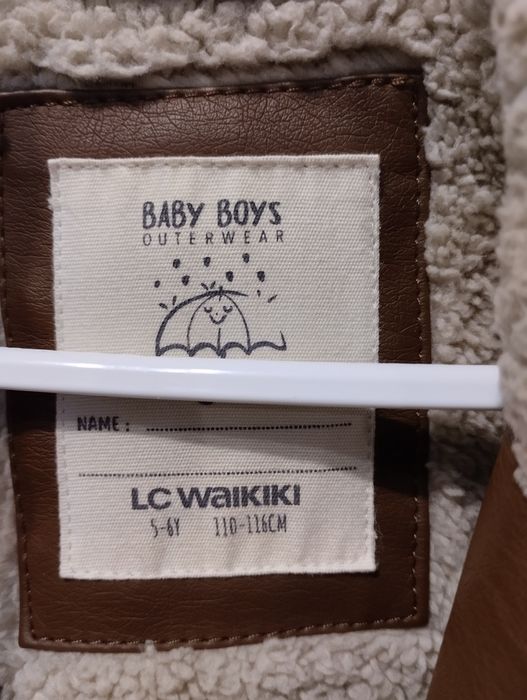 BABY BOYS
OUTERWEAR
NAME :
LC WAIKIKI
5-6Y 110-116CM